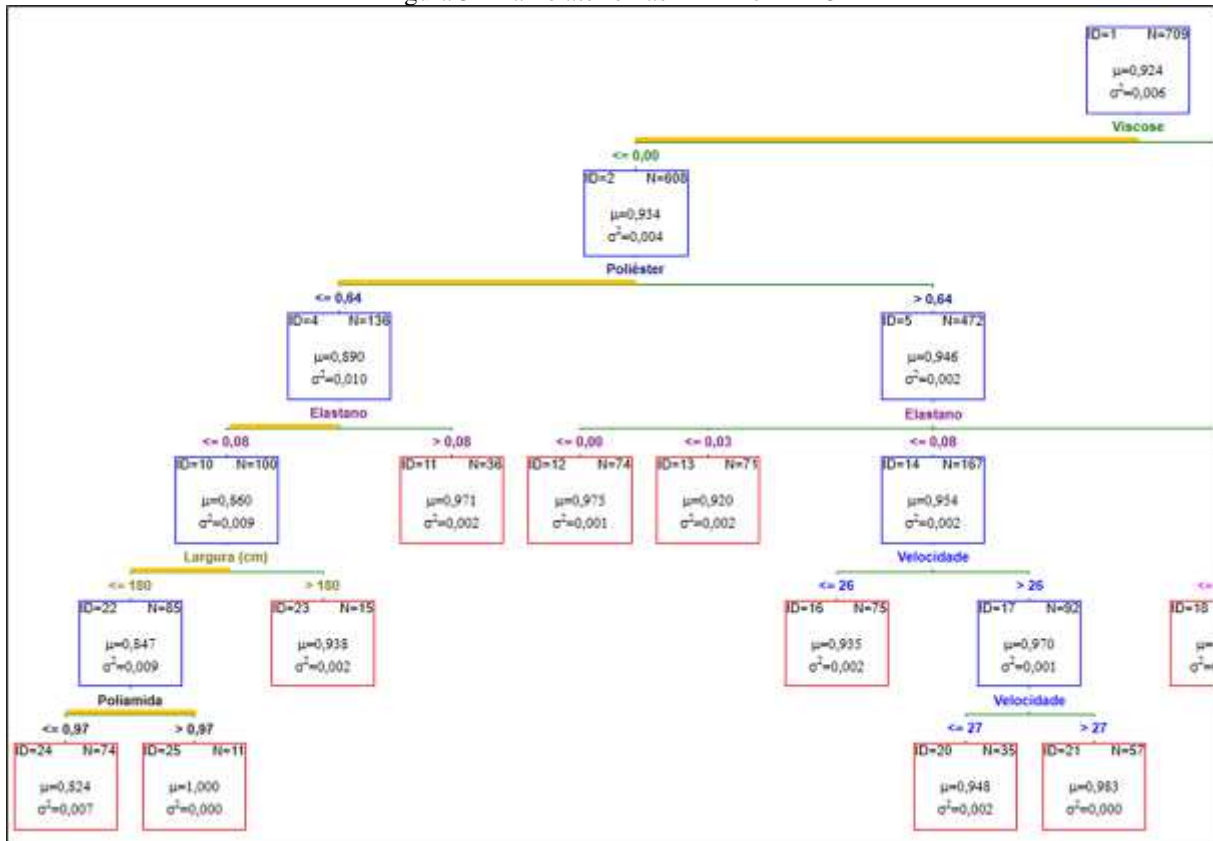 ID=1 N=709
μ=0,924
σ²=0,006
Viscose
<= 0,00
ID=2 N=608
μ=0,934
σ²=0,004
Poliéster
<= 0,64 > 0,64
ID=4 N=136 ID=5 N=472
μ=0,890 μ=0,946
σ²=0,010 σ²=0,002
Elastano Elastano
<= 0,08 > 0,08 <= 0,00 <= 0,03 <= 0,08
ID=10 N=100 ID=11 N=36 ID=12 N=74 ID=13 N=71 ID=14 N=167
μ=0,860 μ=0,971 μ=0,975 μ=0,920 μ=0,954
σ²=0,009 σ²=0,002 σ²=0,001 σ²=0,002 σ²=0,002
Largura (cm) Velocidade
<= 180 > 180 <= 26 > 26 <=
ID=22 N=85 ID=23 N=15 ID=16 N=75 ID=17 N=92 ID=18
μ=0,847 μ=0,938 μ=0,935 μ=0,970
σ²=0,009 σ²=0,002 σ²=0,002 σ²=0,001
Poliamida Velocidade
<= 0,97 > 0,97 <= 27 > 27
ID=24 N=74 ID=25 N=11 ID=20 N=35 ID=21 N=57
μ=0,824 μ=1,000 μ=0,948 μ=0,983
σ²=0,007 σ²=0,000 σ²=0,002 σ²=0,000